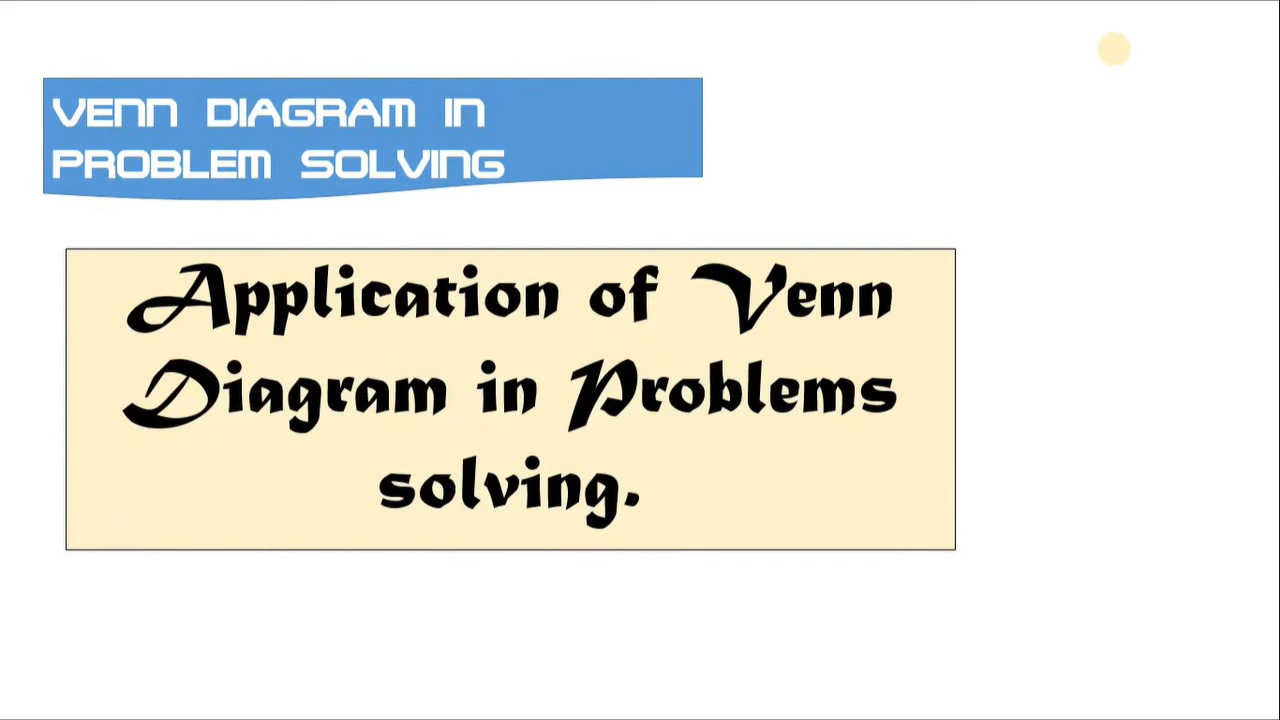 VENN DIAGRAM IN
PROBLEM SOLVING
Application of Venn
Diagram in Problems
solving.